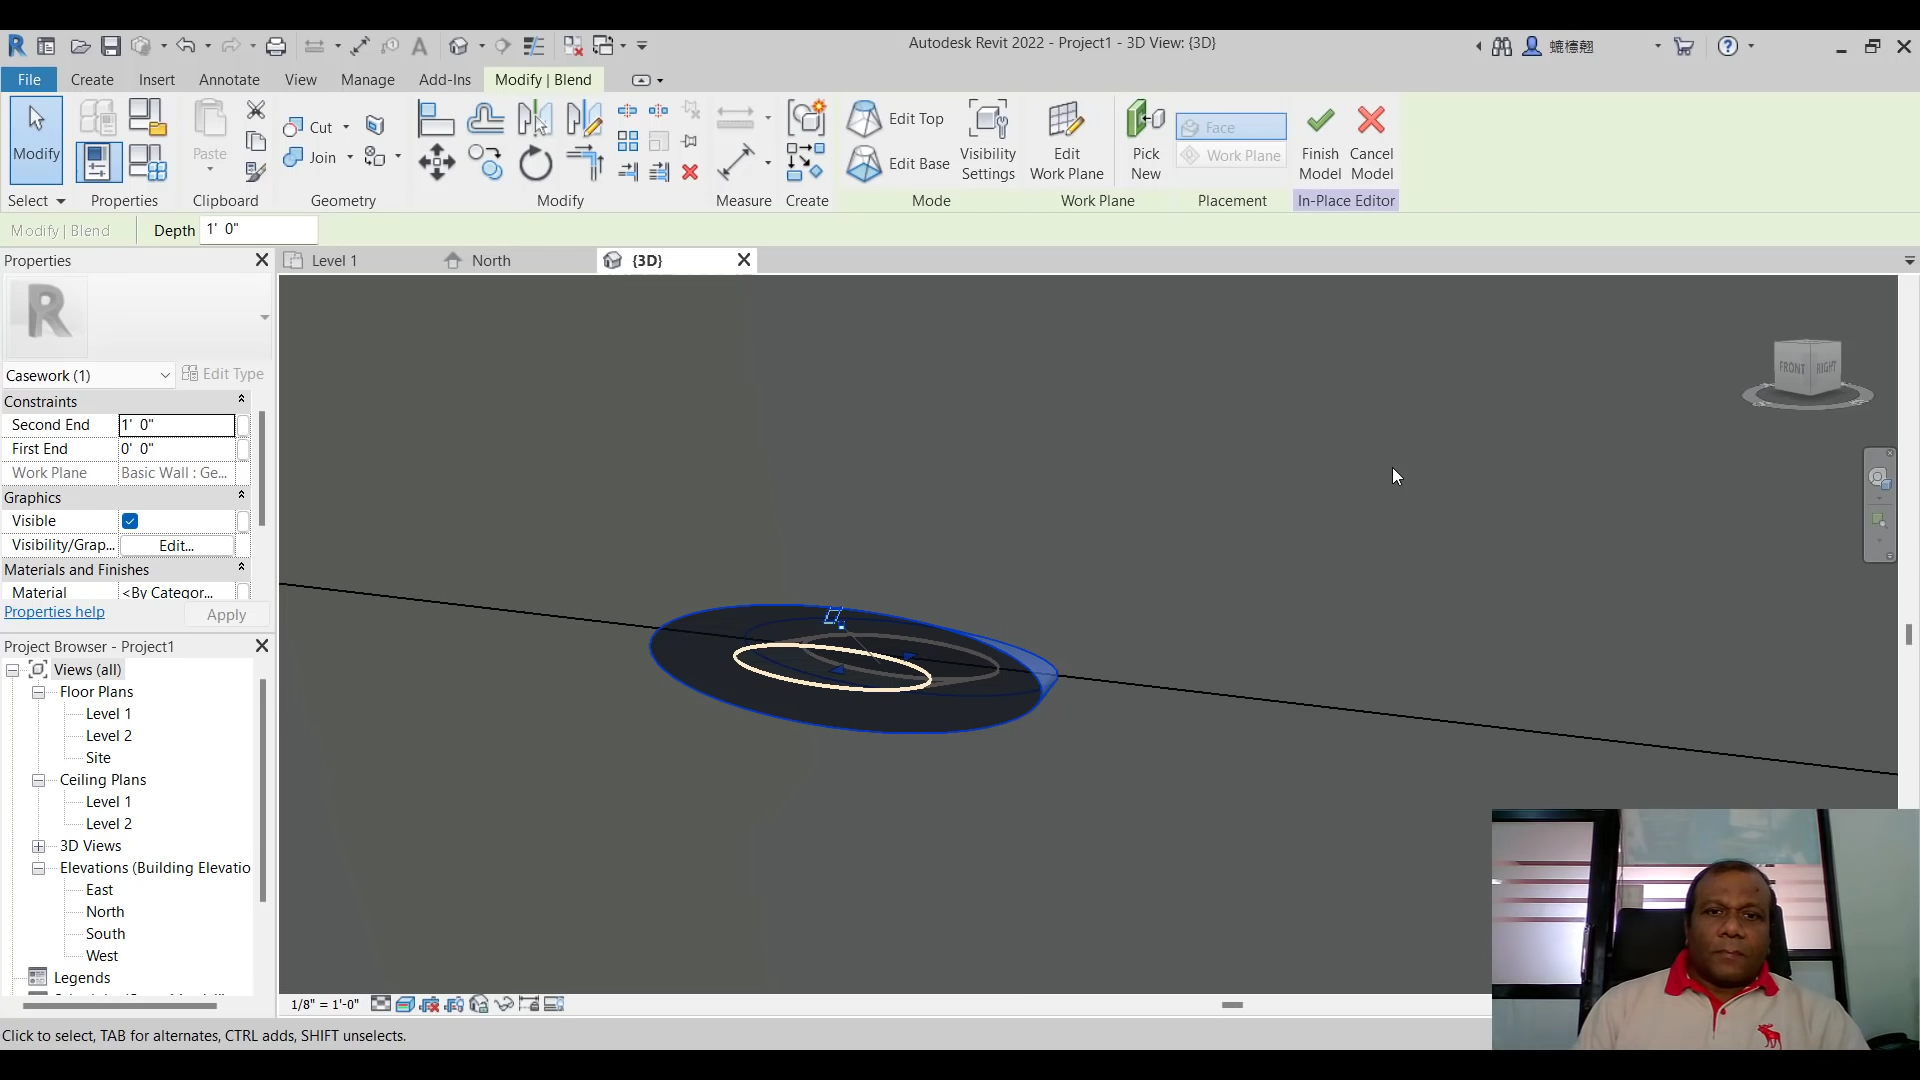 Autodesk Revit 2022 - Project1 - 3D View: {3D}
File
Create
Insert
Annotate
View
Manage
Add-Ins
Modify | Blend
Modify
Paste
Cut
Join
Edit Top
Edit Base
Visibility
Settings
Edit
Work Plane
Pick
New
Face
Work Plane
Finish
Model
Cancel
Model
Select
Properties
Clipboard
Geometry
Modify
Measure
Create
Mode
Work Plane
Placement
In-Place Editor
Modify | Blend
Depth 1' 0"
Properties
Level 1
North
{3D}
Casework (1)
Edit Type
Constraints
Second End 1' 0"
First End 0' 0"
Work Plane Basic Wall : Ge...
Graphics
Visible
Visibility/Grap... Edit...
Materials and Finishes
Material <By Categor...
Properties help
Apply
Project Browser - Project1
Views (all)
Floor Plans
Level 1
Level 2
Site
Ceiling Plans
Level 1
Level 2
3D Views
Elevations (Building Elevatio
East
North
South
West
Legends
FRONT
RIGHT
1/8" = 1'-0"
Click to select, TAB for alternates, CTRL adds, SHIFT unselects.